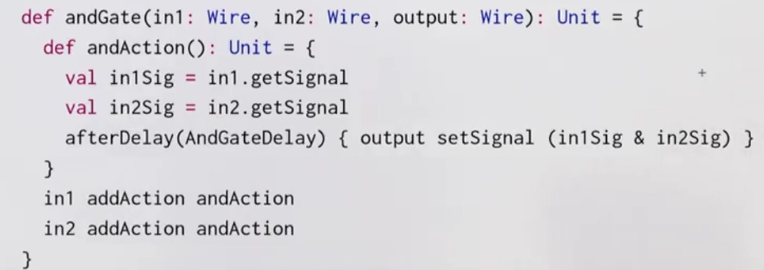 def andGate(in1: Wire, in2: Wire, output: Wire): Unit = {
  def andAction(): Unit = {
    val in1Sig = in1.getSignal
    val in2Sig = in2.getSignal
    afterDelay(AndGateDelay) { output setSignal (in1Sig & in2Sig) }
  }
  in1 addAction andAction
  in2 addAction andAction
}